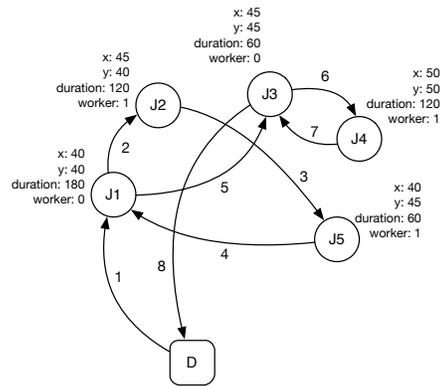 x: 45
y: 45
duration: 60
worker: 0
J3
6
x: 50
y: 50
duration: 120
worker: 1
J4
7
x: 45
y: 40
duration: 120
worker: 1
J2
2
x: 40
y: 40
duration: 180
worker: 0
J1
5
3
x: 40
y: 45
duration: 60
worker: 1
J5
4
1
8
D